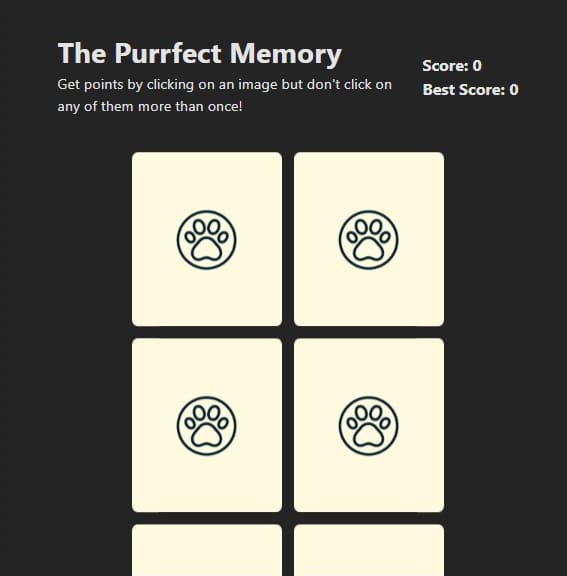 The Purrfect Memory
Get points by clicking on an image but don't click on
any of them more than once!
Score: 0
Best Score: 0